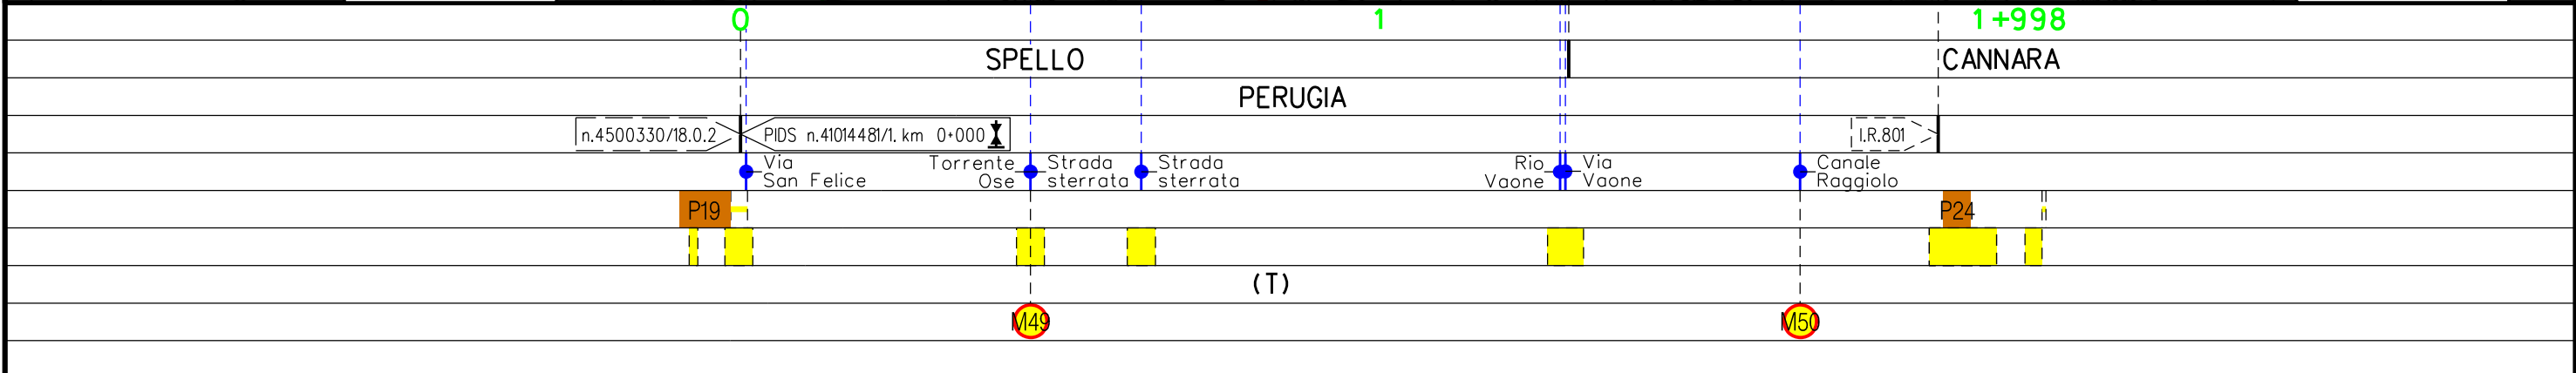 0 1 1+998
SPELLO CANNARA
PERUGIA
n.4500330/18.0.2 PIDS n.41014481/1. km 0+000 I.R.801
Via Torrente Strada Strada Rio Via Canale
San Felice Ose sterrata sterrata Vaone Vaone Raggiolo
P19 P24
(T)
M49 M50